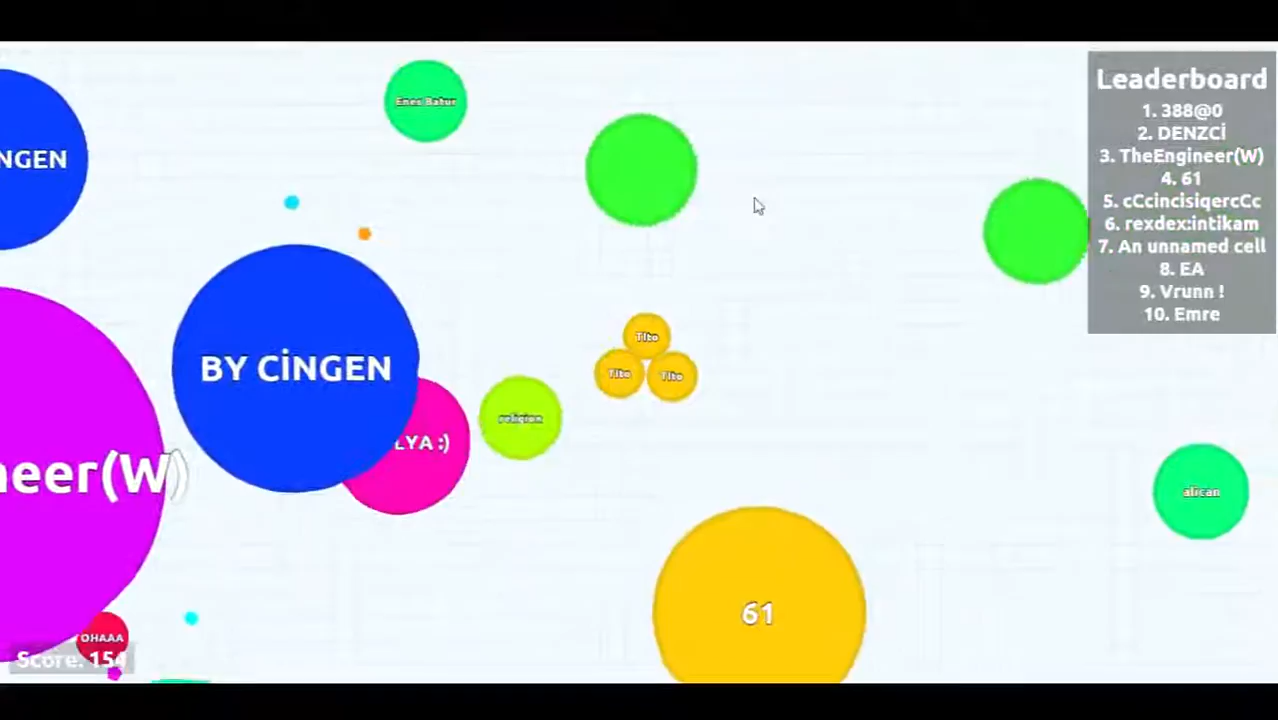 Leaderboard
1. 388@0
2. DENZCİ
3. TheEngineer(W)
4. 61
5. cCcincisiqercCc
6. rexdex:intikam
7. An unnamed cell
8. EA
9. Vrunn !
10. Emre
Enes Batur
NGEN
BY CİNGEN
LYA :)
religion
Tito
Tito
Tito
neer(W)
alican
61
OHAAA
Score: 154